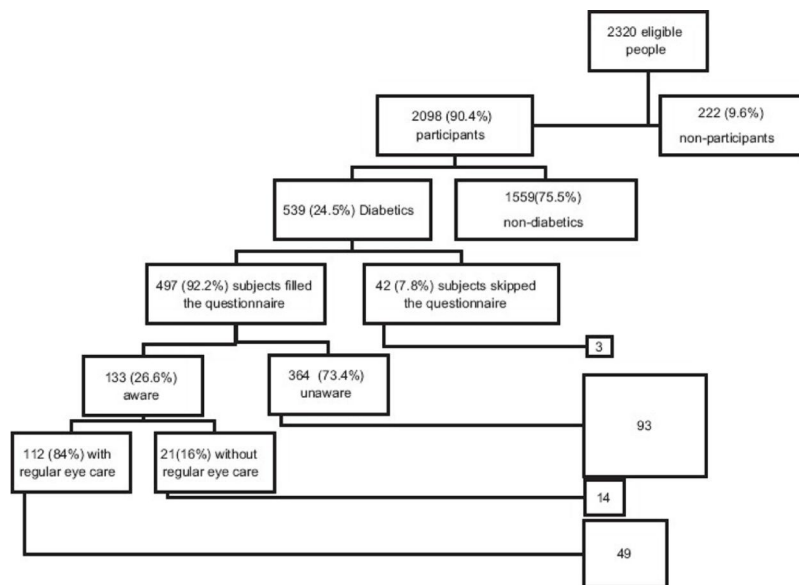 2320 eligible
people
2098 (90.4%)
participants
222 (9.6%)
non-participants
539 (24.5%) Diabetics
1559(75.5%)
non-diabetics
497 (92.2%) subjects filled
the questionnaire
42 (7.8%) subjects skipped
the questionnaire
3
133 (26.6%)
aware
364 (73.4%)
unaware
93
112 (84%) with
regular eye care
21(16%) without
regular eye care
14
49